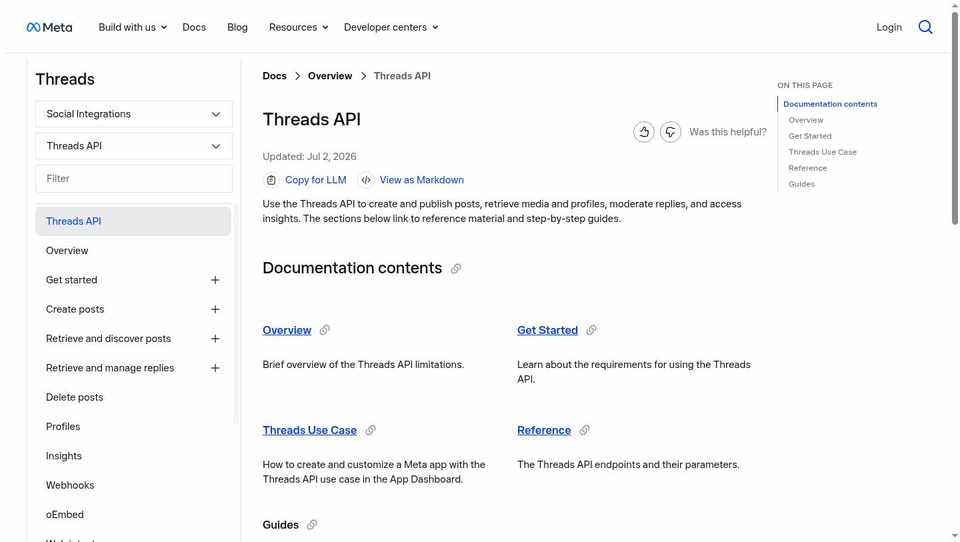 Meta
Build with us
Docs
Blog
Resources
Developer centers
Login
Threads
Social Integrations
Threads API
Filter
Threads API
Overview
Get started
Create posts
Retrieve and discover posts
Retrieve and manage replies
Delete posts
Profiles
Insights
Webhooks
oEmbed
Docs > Overview > Threads API
Threads API
Was this helpful?
Updated: Jul 2, 2026
Copy for LLM
View as Markdown
Use the Threads API to create and publish posts, retrieve media and profiles, moderate replies, and access
insights. The sections below link to reference material and step-by-step guides.
Documentation contents
Overview
Brief overview of the Threads API limitations.
Get Started
Learn about the requirements for using the Threads
API.
Threads Use Case
How to create and customize a Meta app with the
Threads API use case in the App Dashboard.
Reference
The Threads API endpoints and their parameters.
Guides
ON THIS PAGE
Documentation contents
Overview
Get Started
Threads Use Case
Reference
Guides